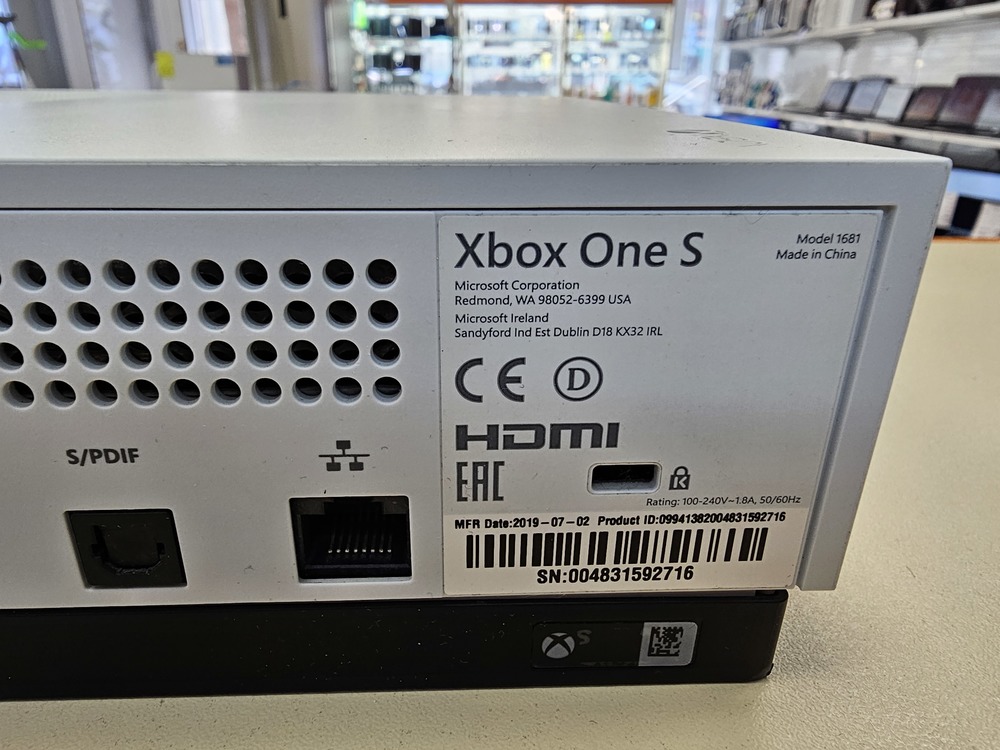 Xbox One S
Model 1681
Made in China
Microsoft Corporation
Redmond, WA 98052-6399 USA
Microsoft Ireland
Sandyford Ind Est Dublin D18 KX32 IRL
CE D
HDMI
EAC
S/PDIF
K
Rating: 100-240V~1.8A, 50/60Hz
MFR Date:2019-07-02 Product ID:09941382004831592716
SN:004831592716
S